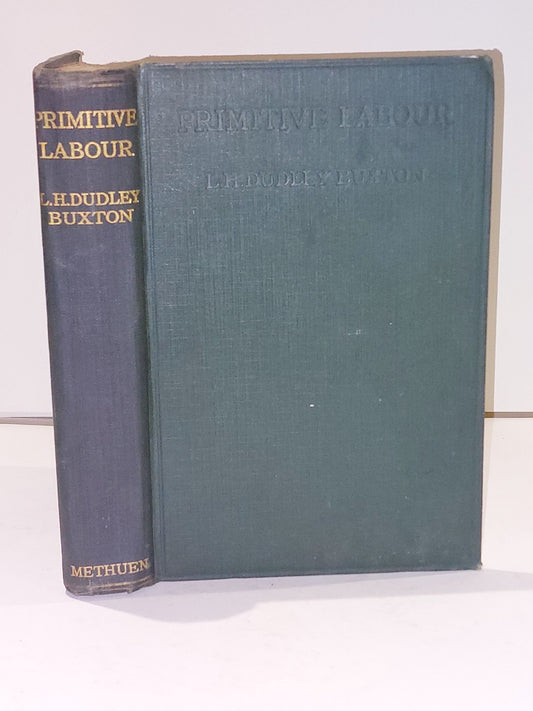 PRIMITIVE
LABOUR
L.H.DUDLEY
BUXTON
METHUEN
PRIMITIVE LABOUR
L.H.DUDLEY BUXTON